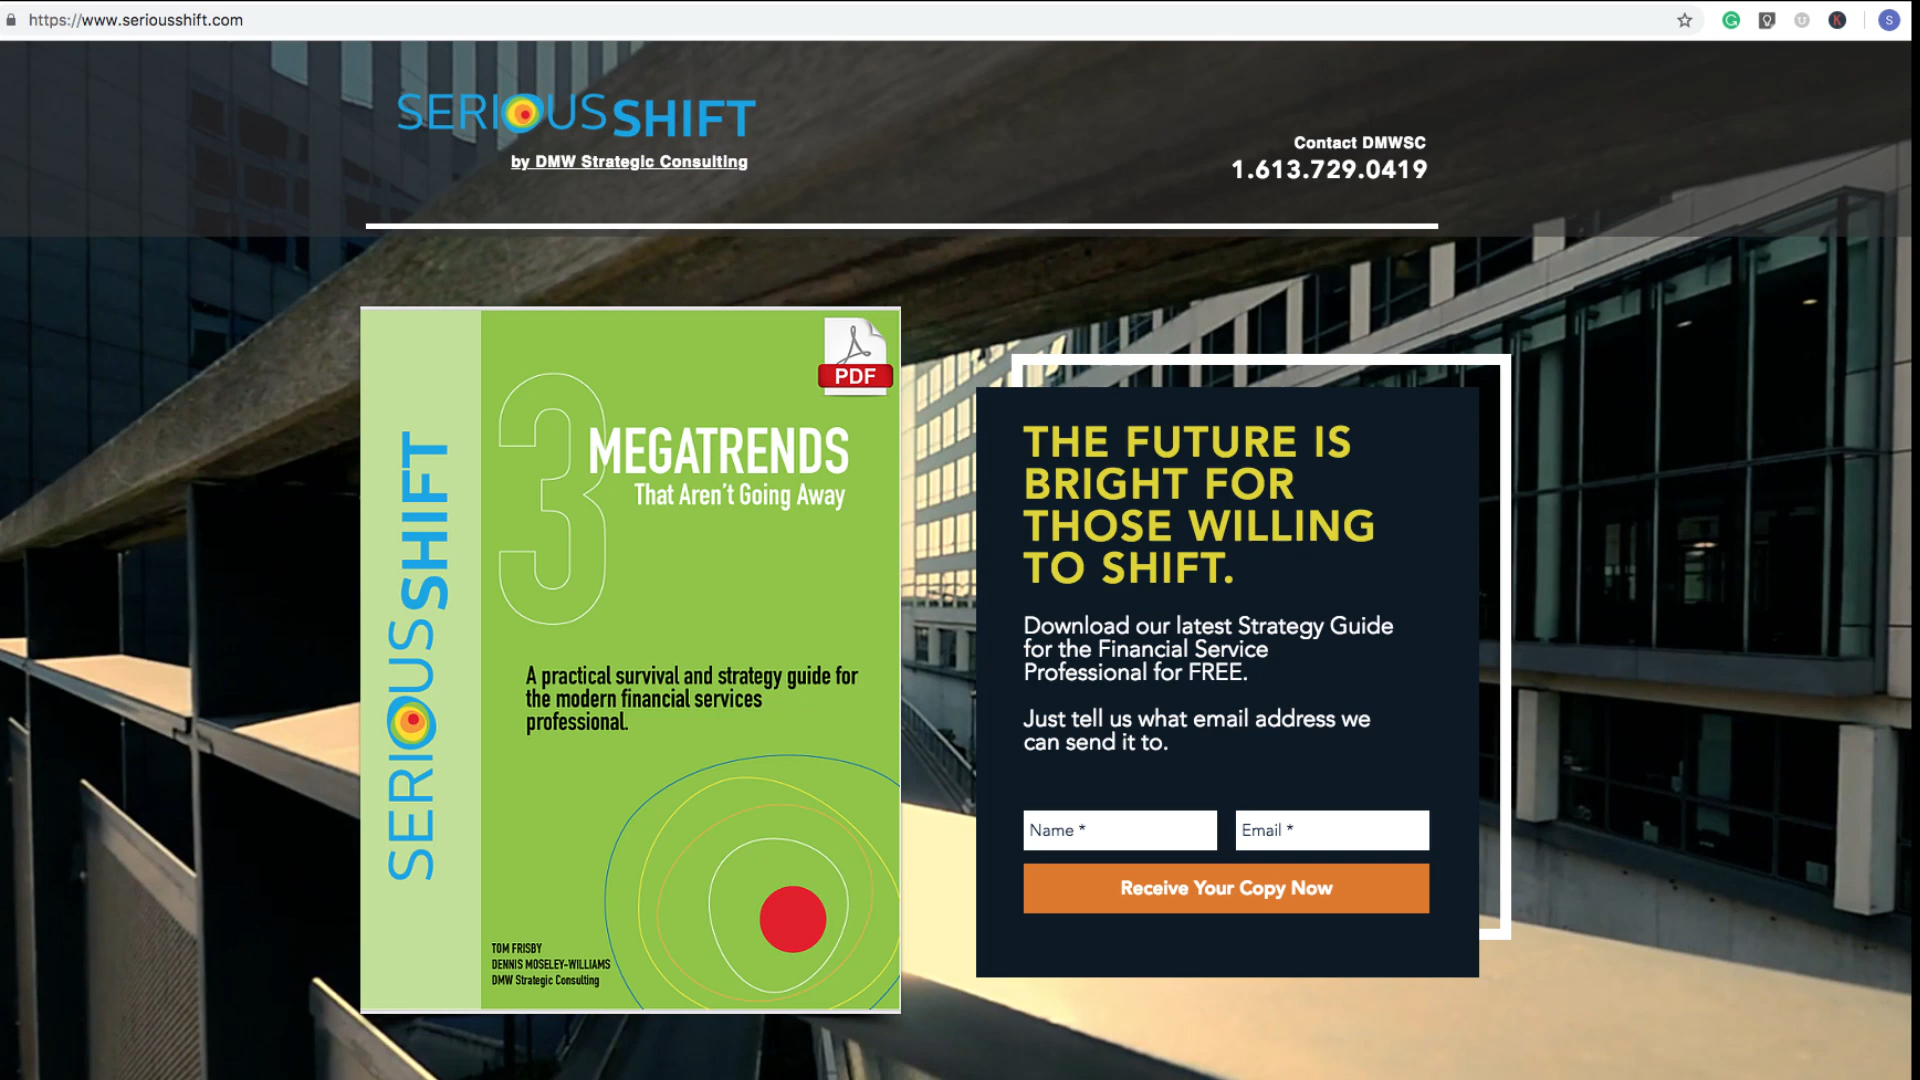 https://www.seriousshift.com
S
SERIOUSSHIFT
by DMW Strategic Consulting
Contact DMWSC
1.613.729.0419
PDF
3
MEGATRENDS
That Aren't Going Away
SERIOUSSHIFT
A practical survival and strategy guide for
the modern financial services
professional.
TOM FRISBY
DENNIS MOSELEY-WILLIAMS
DMW Strategic Consulting
THE FUTURE IS
BRIGHT FOR
THOSE WILLING
TO SHIFT.
Download our latest Strategy Guide
for the Financial Service
Professional for FREE.
Just tell us what email address we
can send it to.
Name *
Email *
Receive Your Copy Now